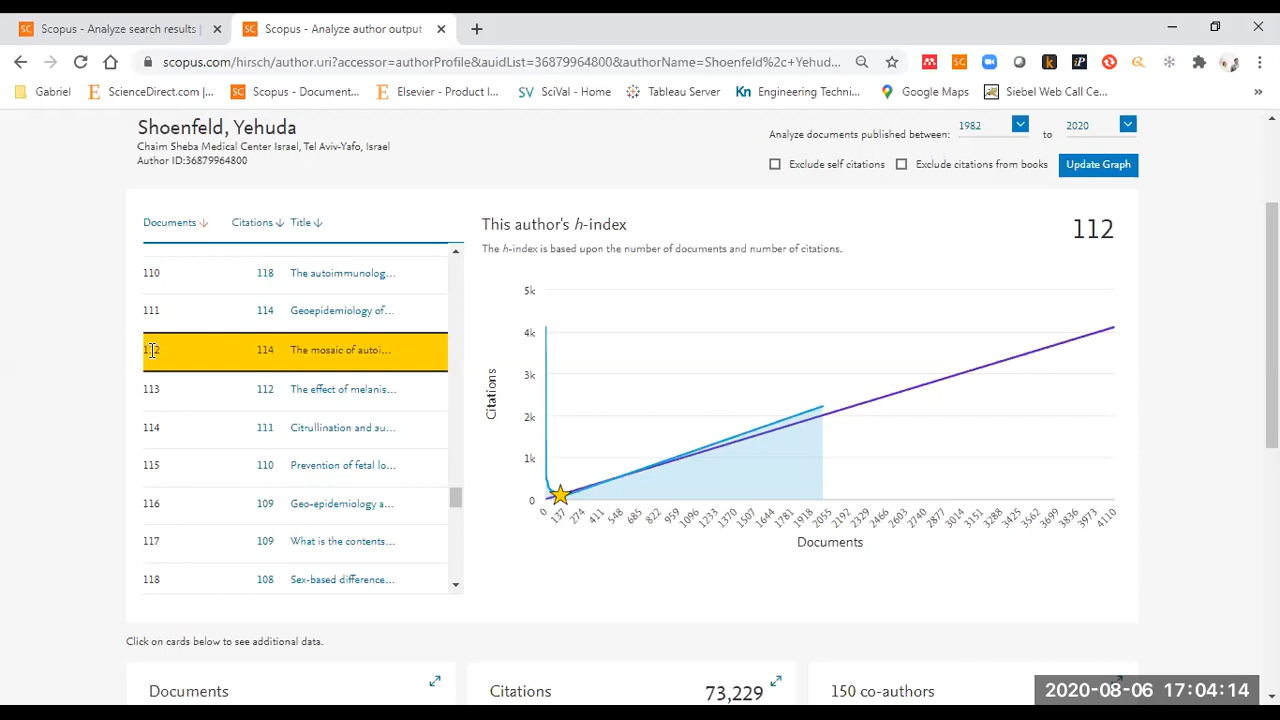 Scopus - Analyze search results |
Scopus - Analyze author output
scopus.com/hirsch/author.uri?accessor=authorProfile&auidList=36879964800&authorName=Shoenfeld%2c+Yehud...
Gabriel
ScienceDirect.com |...
Scopus - Document...
Elsevier - Product I...
SciVal - Home
Tableau Server
Engineering Techni...
Google Maps
Siebel Web Call Ce...
Shoenfeld, Yehuda
Chaim Sheba Medical Center Israel, Tel Aviv-Yafo, Israel
Author ID:36879964800
Analyze documents published between: 1982 to 2020
Exclude self citations Exclude citations from books Update Graph
Documents Citations Title
110 118 The autoimmunolog...
111 114 Geoepidemiology of...
112 114 The mosaic of autoi...
113 112 The effect of melanis...
114 111 Citrullination and au...
115 110 Prevention of fetal lo...
116 109 Geo-epidemiology a...
117 109 What is the contents...
118 108 Sex-based difference...
This author's h-index 112
The h-index is based upon the number of documents and number of citations.
5k
4k
3k
2k
1k
0
Citations
0 137 274 411 548 685 822 959 1096 1233 1370 1507 1644 1781 1918 2055 2192 2329 2466 2603 2740 2877 3014 3151 3288 3425 3562 3699 3836 3973 4110
Documents
Click on cards below to see additional data.
Documents
Citations 73,229
150 co-authors
2020-08-06 17:04:14